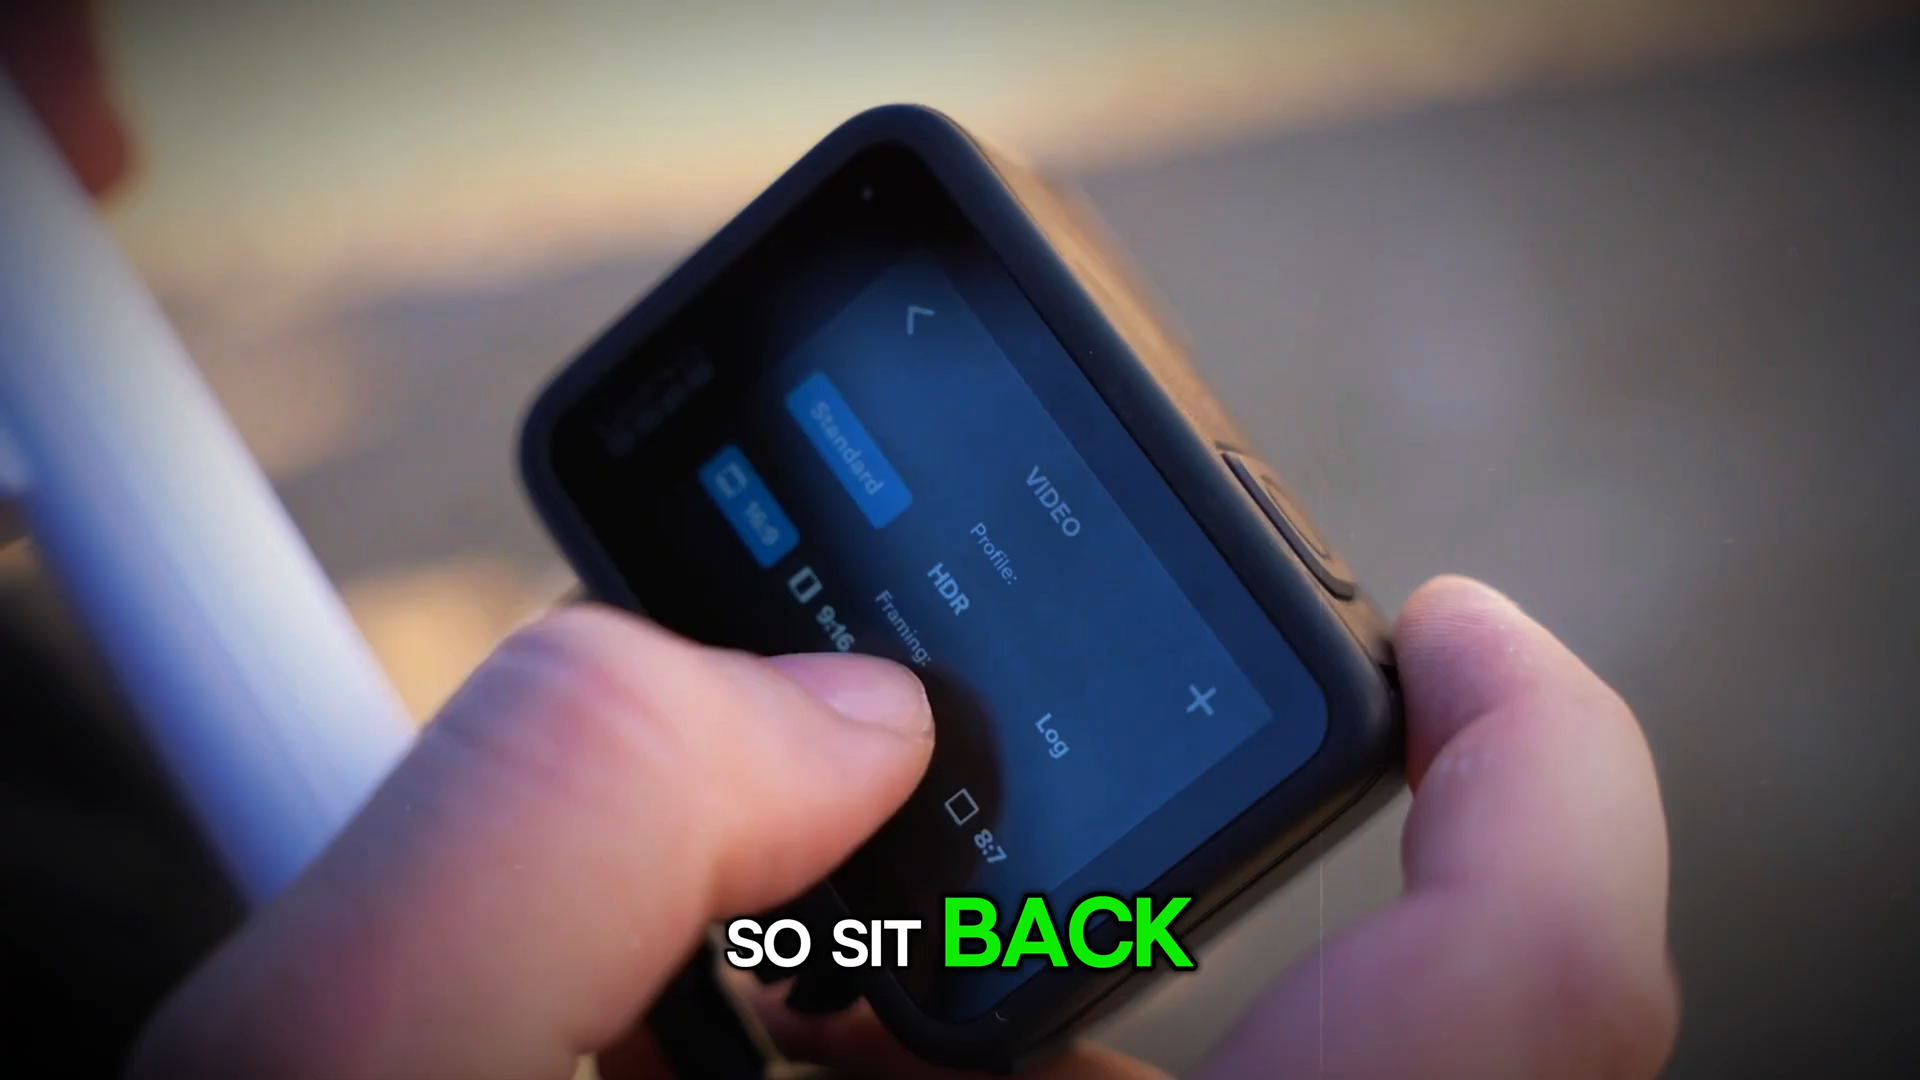 VIDEO
Profile:
Standard
HDR
Log
Framing:
16:9
9:16
8:7
SO SIT BACK